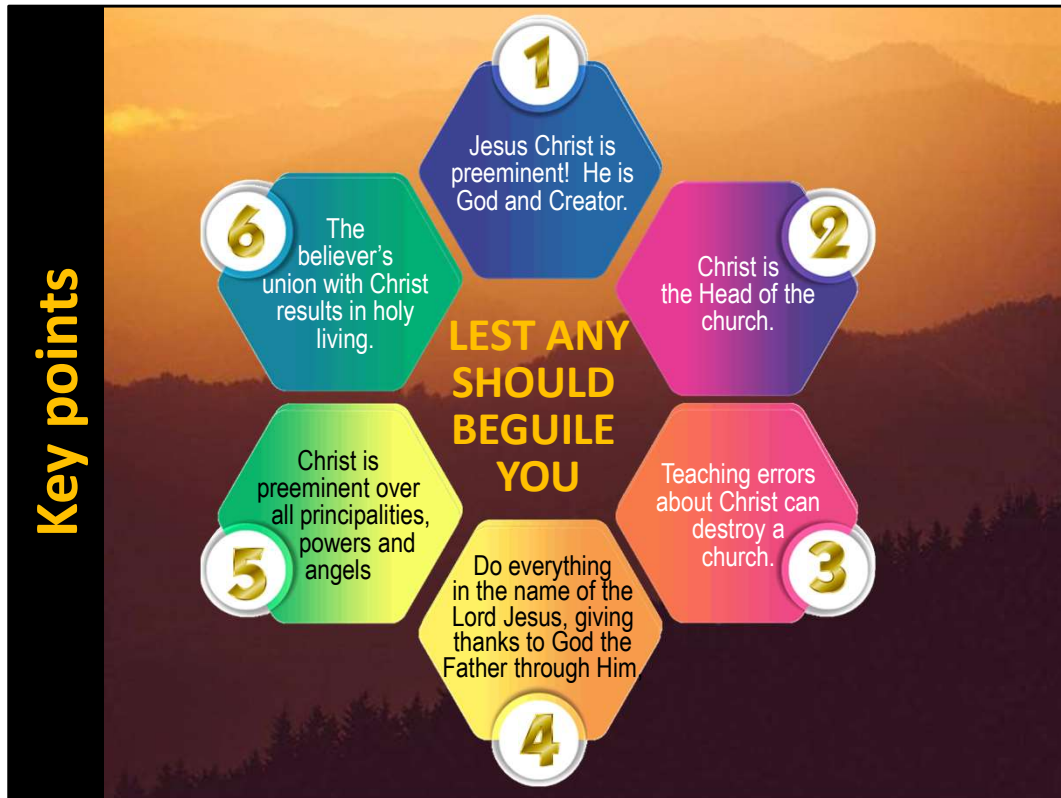 Key points
1
Jesus Christ is
preeminent! He is
God and Creator.
2
Christ is
the Head of the
church.
3
Teaching errors
about Christ can
destroy a
church.
4
Do everything
in the name of the
Lord Jesus, giving
thanks to God the
Father through Him.
5
Christ is
preeminent over
all principalities,
powers and
angels
6
The
believer’s
union with Christ
results in holy
living.
LEST ANY
SHOULD
BEGUILE
YOU